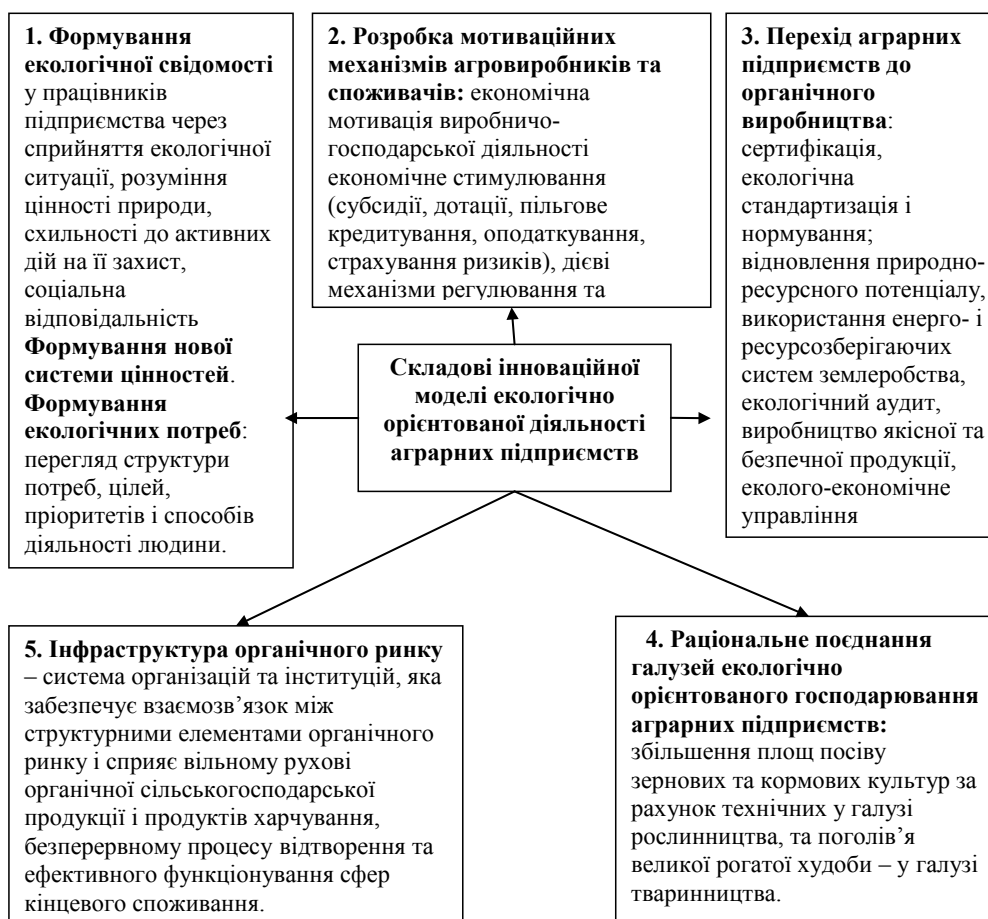 1. Формування
екологічної свідомості
у працівників
підприємства через
сприйняття екологічної
ситуації, розуміння
цінності природи,
схильності до активних
дій на її захист,
соціальна
відповідальність
Формування нової
системи цінностей.
Формування
екологічних потреб:
перегляд структури
потреб, цілей,
пріоритетів і способів
діяльності людини.
2. Розробка мотиваційних
механізмів агровиробників та
споживачів: економічна
мотивація виробничо-
господарської діяльності
економічне стимулювання
(субсидії, дотації, пільгове
кредитування, оподаткування,
страхування ризиків), дієві
механізми регулювання та
3. Перехід аграрних
підприємств до
органічного
виробництва:
сертифікація,
екологічна
стандартизація і
нормування;
відновлення природно-
ресурсного потенціалу,
використання енерго- і
ресурсозберігаючих
систем землеробства,
екологічний аудит,
виробництво якісної та
безпечної продукції,
еколого-економічне
управління
Складові інноваційної
моделі екологічно
орієнтованої діяльності
аграрних підприємств
5. Інфраструктура органічного ринку
– система організацій та інституцій, яка
забезпечує взаємозв’язок між
структурними елементами органічного
ринку і сприяє вільному рухові
органічної сільськогосподарської
продукції і продуктів харчування,
безперервному процесу відтворення та
ефективного функціонування сфер
кінцевого споживання.
4. Раціональне поєднання
галузей екологічно
орієнтованого господарювання
аграрних підприємств:
збільшення площ посіву
зернових та кормових культур за
рахунок технічних у галузі
рослинництва, та поголів’я
великої рогатої худоби – у галузі
тваринництва.